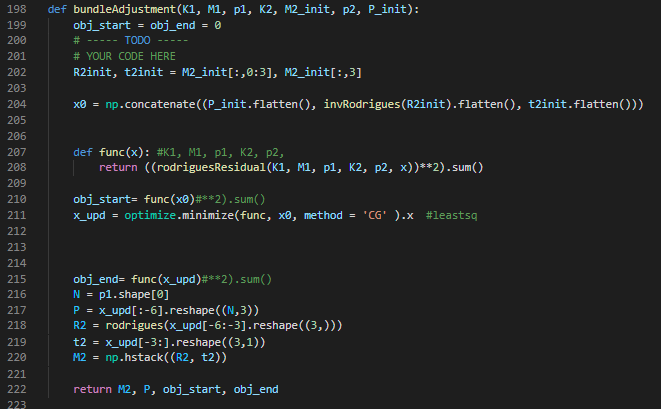 198 def bundleAdjustment(K1, M1, p1, K2, M2_init, p2, P_init):
199     obj_start = obj_end = 0
200     # ----- TODO -----
201     # YOUR CODE HERE
202     R2init, t2init = M2_init[:,0:3], M2_init[:,3]
203
204     x0 = np.concatenate((P_init.flatten(), invRodrigues(R2init).flatten(), t2init.flatten()))
205
206
207     def func(x): #K1, M1, p1, K2, p2,
208         return ((rodriguesResidual(K1, M1, p1, K2, p2, x))**2).sum()
209
210     obj_start= func(x0)#**2).sum()
211     x_upd = optimize.minimize(func, x0, method = 'CG' ).x  #leastsq
212
213
214
215     obj_end= func(x_upd)#**2).sum()
216     N = p1.shape[0]
217     P = x_upd[:-6].reshape((N,3))
218     R2 = rodrigues(x_upd[-6:-3].reshape((3,)))
219     t2 = x_upd[-3:].reshape((3,1))
220     M2 = np.hstack((R2, t2))
221
222     return M2, P, obj_start, obj_end
223